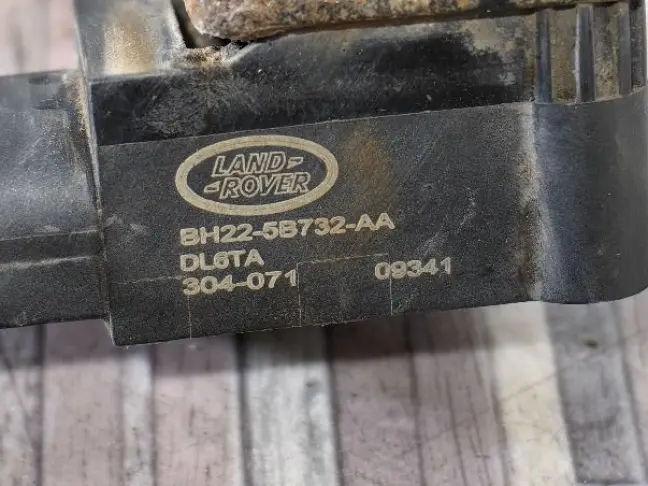 LAND-
-ROVER
BH22-5B732-AA
DL6TA
304-071 09341